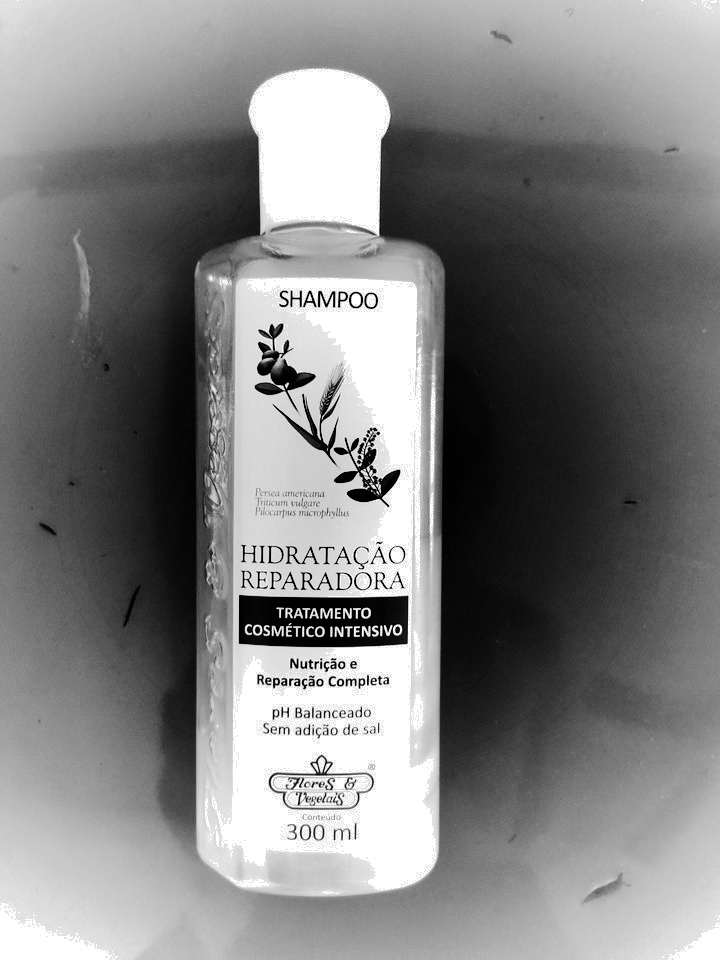 SHAMPOO
Persea americana
Triticum vulgare
Pilocarpus microphyllus
HIDRATAÇÃO
REPARADORA
TRATAMENTO
COSMÉTICO INTENSIVO
Nutrição e
Reparação Completa
pH Balanceado
Sem adição de sal
Flores &
Vegetais
®
Conteúdo
300 ml